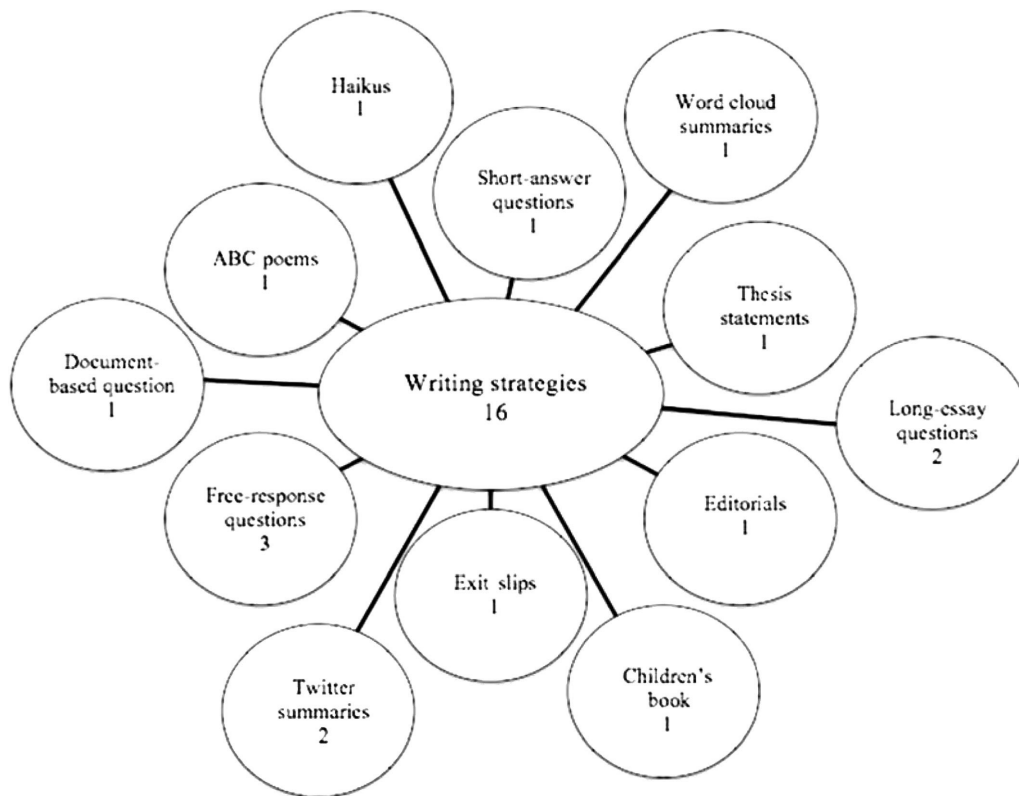 Haikus
1
Word cloud
summaries
1
Short-answer
questions
1
ABC poems
1
Thesis
statements
1
Document-
based question
1
Writing strategies
16
Long-essay
questions
2
Free-response
questions
3
Editorials
1
Exit slips
1
Twitter
summaries
2
Children's
book
1